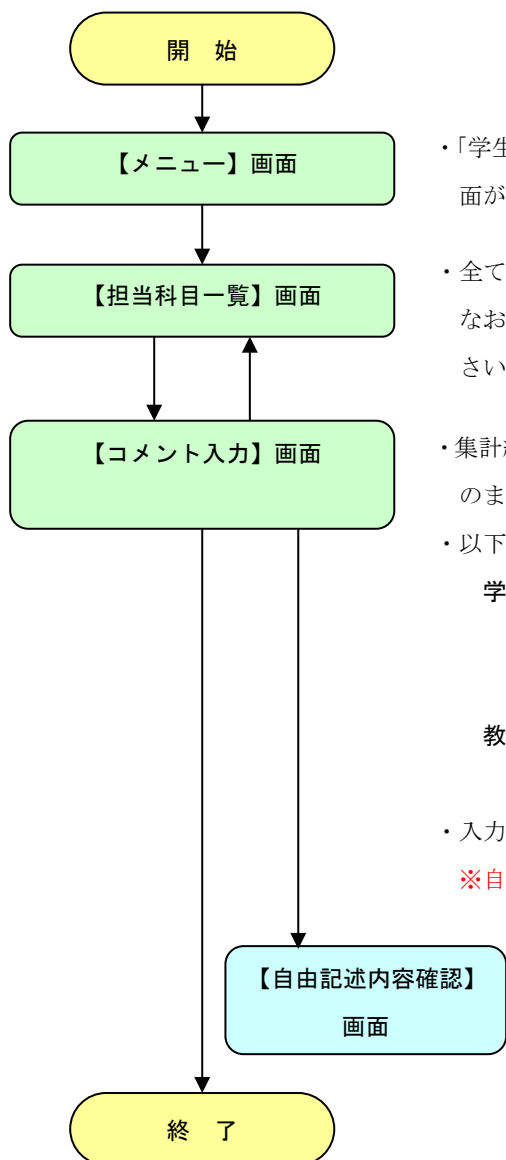 開 始
【メニュー】画面
・「学生
面が
【担当科目一覧】画面
・全て
なお
さい
【コメント入力】画面
・集計
のま
・以下
学
教
・入力
※自
【自由記述内容確認】
画面
終 了